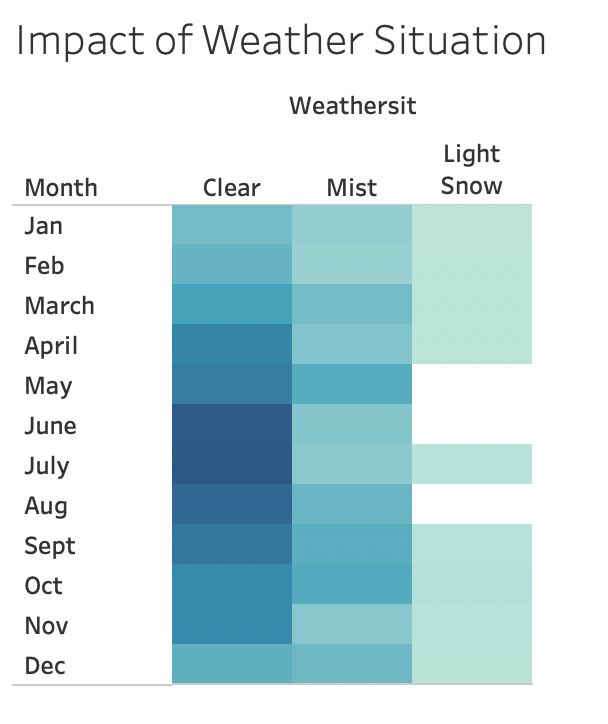 Impact of Weather Situation
Weathersit
Light
Month Clear Mist Snow
Jan
Feb
March
April
May
June
July
Aug
Sept
Oct
Nov
Dec